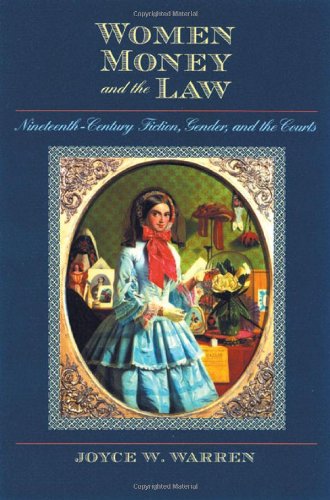 WOMEN
MONEY
and the LAW
Nineteenth-Century Fiction, Gender, and the Courts
JOYCE W. WARREN